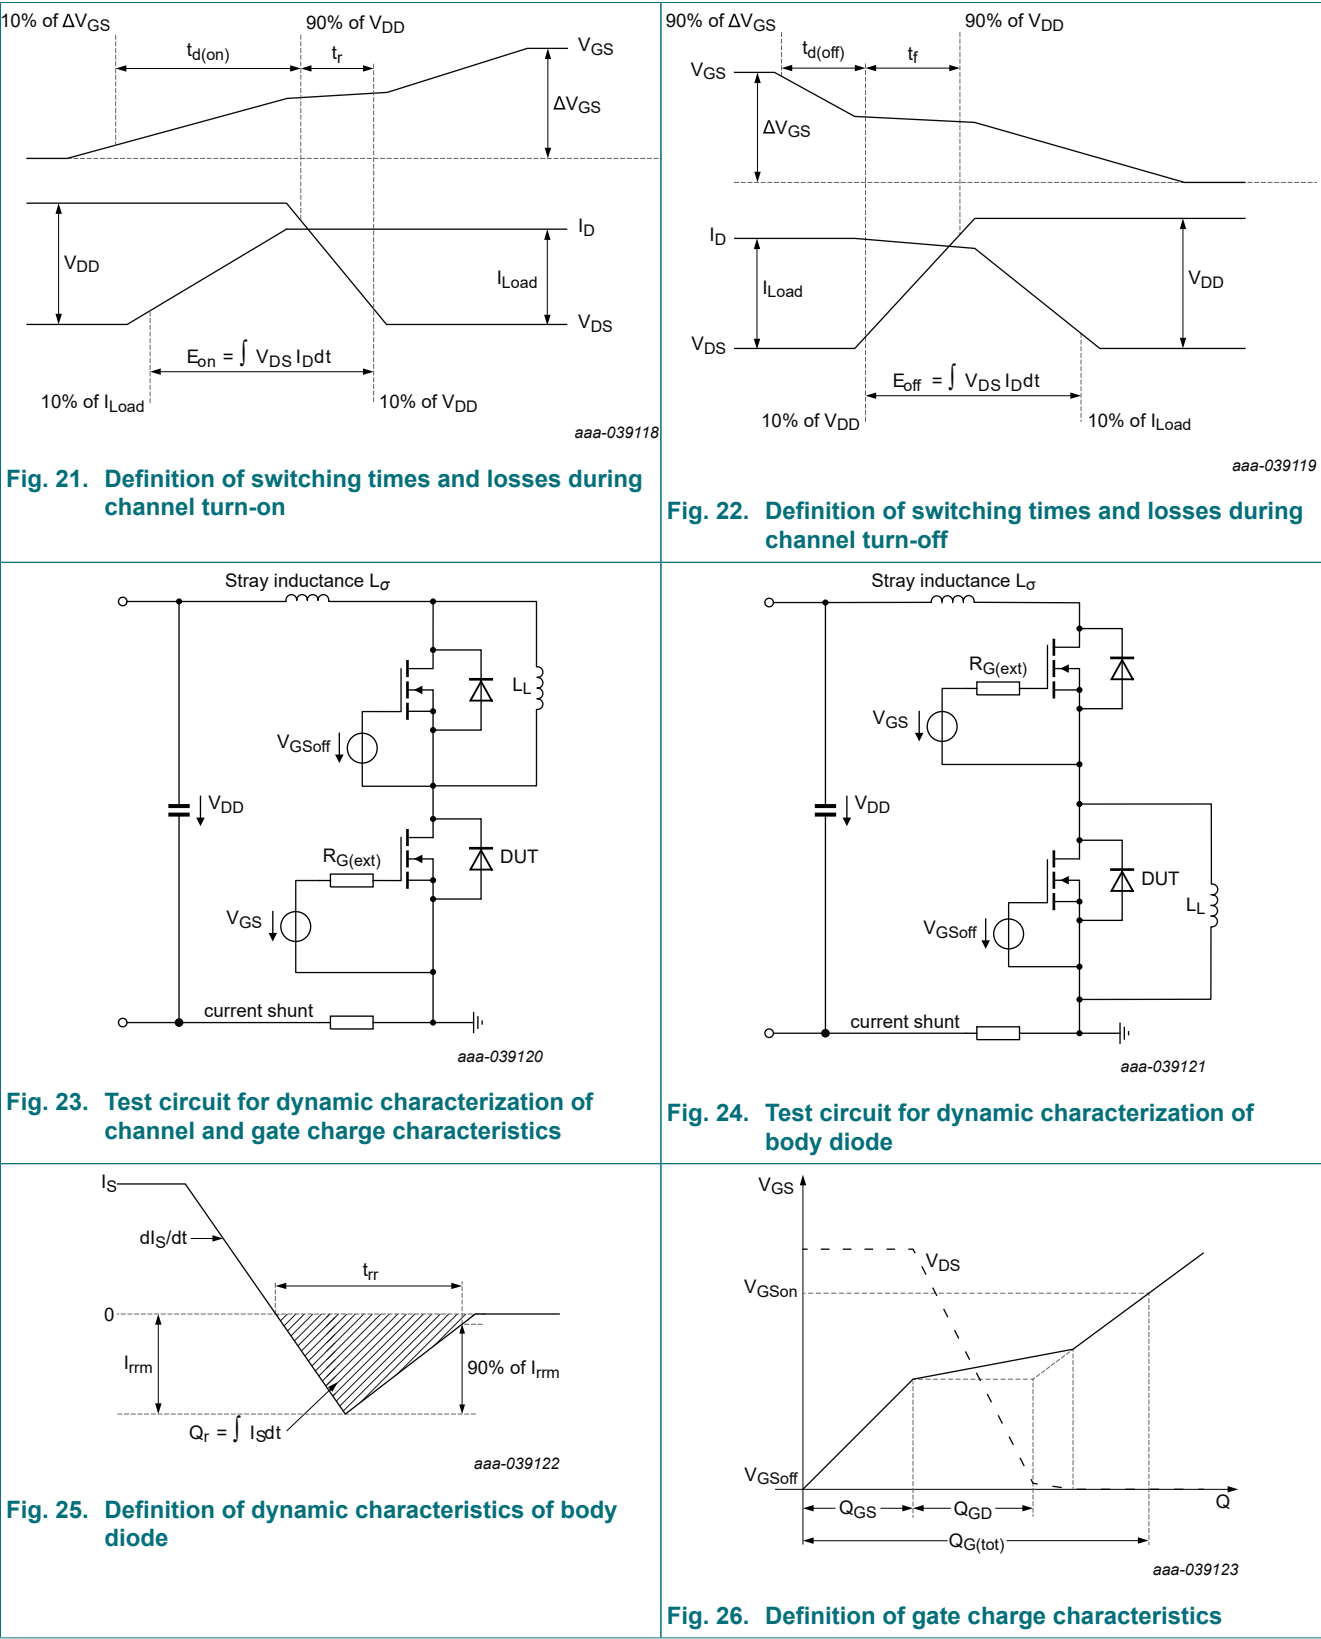 10% of ΔVGS
90% of VDD
td(on)
tr
VGS
ΔVGS
VDD
ID
ILoad
VDS
Eon = ∫ VDS IDdt
10% of ILoad
10% of VDD
aaa-039118
Fig. 21. Definition of switching times and losses during
channel turn-on
90% of ΔVGS
90% of VDD
td(off)
tf
VGS
ΔVGS
ID
ILoad
VDD
VDS
Eoff = ∫ VDS IDdt
10% of VDD
10% of ILoad
aaa-039119
Fig. 22. Definition of switching times and losses during
channel turn-off
Stray inductance Lσ
LL
VGSoff
VDD
RG(ext)
DUT
VGS
current shunt
aaa-039120
Fig. 23. Test circuit for dynamic characterization of
channel and gate charge characteristics
Stray inductance Lσ
RG(ext)
VGS
VDD
DUT
LL
VGSoff
current shunt
aaa-039121
Fig. 24. Test circuit for dynamic characterization of
body diode
IS
dIS/dt
trr
0
Irrm
90% of Irrm
Qr = ∫ ISdt
aaa-039122
Fig. 25. Definition of dynamic characteristics of body
diode
VGS
VDS
VGSon
VGSoff
Q
QGS
QGD
QG(tot)
aaa-039123
Fig. 26. Definition of gate charge characteristics